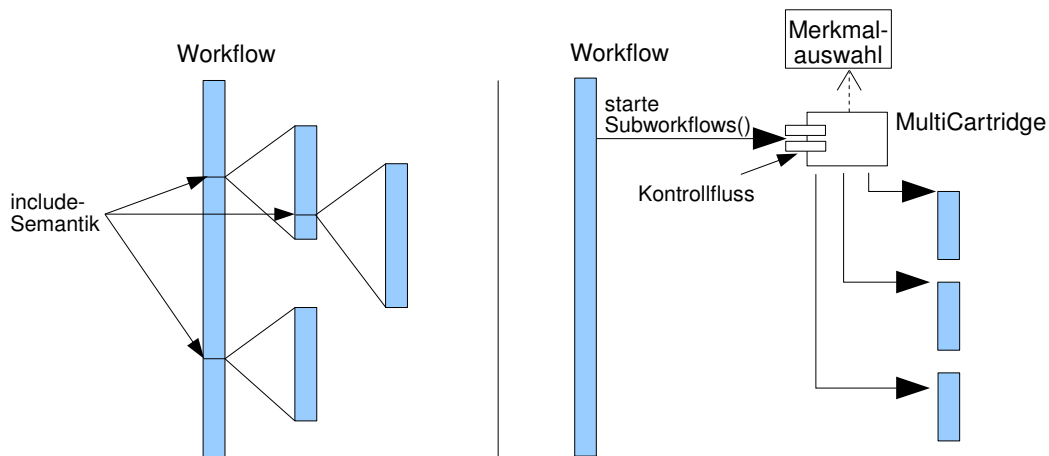 Workflow
include-
Semantik
Workflow
Merkmal-
auswahl
starte
Subworkflows()
MultiCartridge
Kontrollfluss